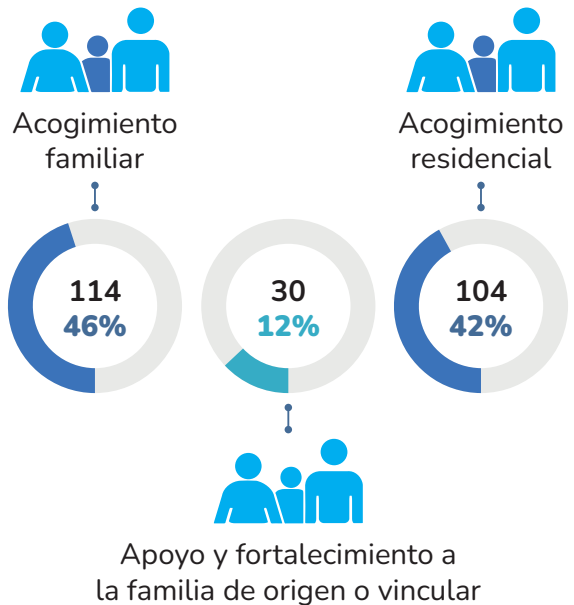 Acogimiento
familiar
Acogimiento
residencial
114
46%
30
12%
104
42%
Apoyo y fortalecimiento a
la familia de origen o vincular